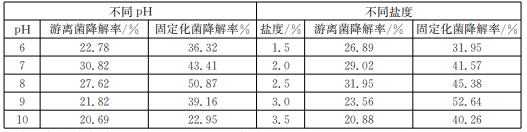 不同 pH 不同盐度
pH 游离菌降解率/% 固定化菌降解率% 盐度/% 游离菌降解率/% 固定化菌降解率/%
6 22.78 36.32 1.5 26.89 31.95
7 30.82 43.41 2.0 29.02 41.57
8 27.62 50.87 2.5 31.95 45.38
9 21.82 39.16 3.0 23.56 52.64
10 20.69 22.95 3.5 20.88 40.26